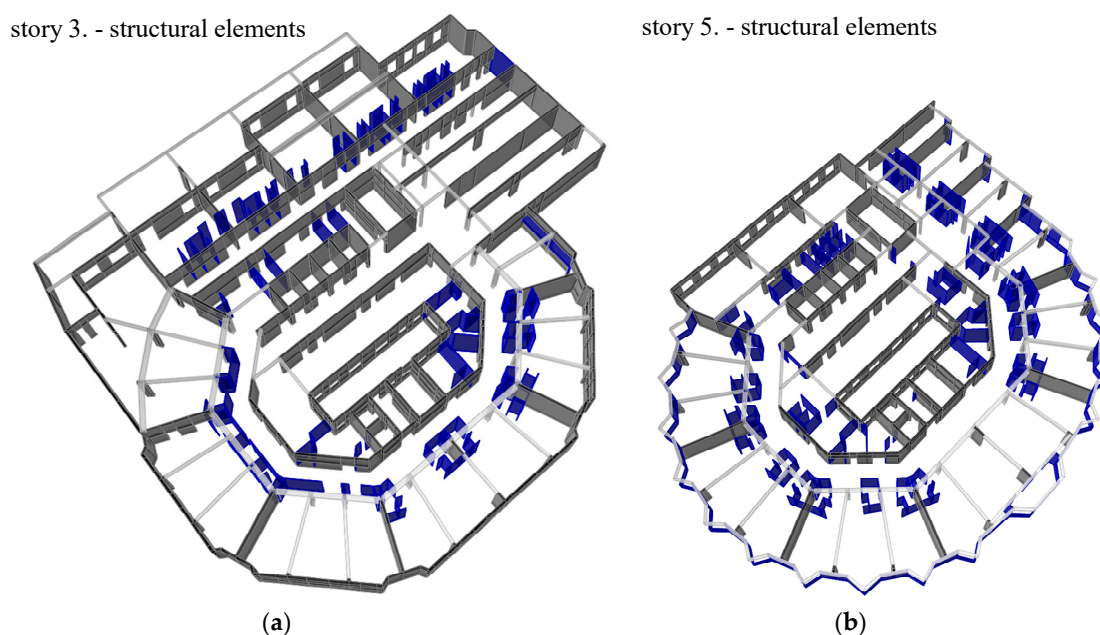 story 3. - structural elements
story 5. - structural elements
(a)
(b)